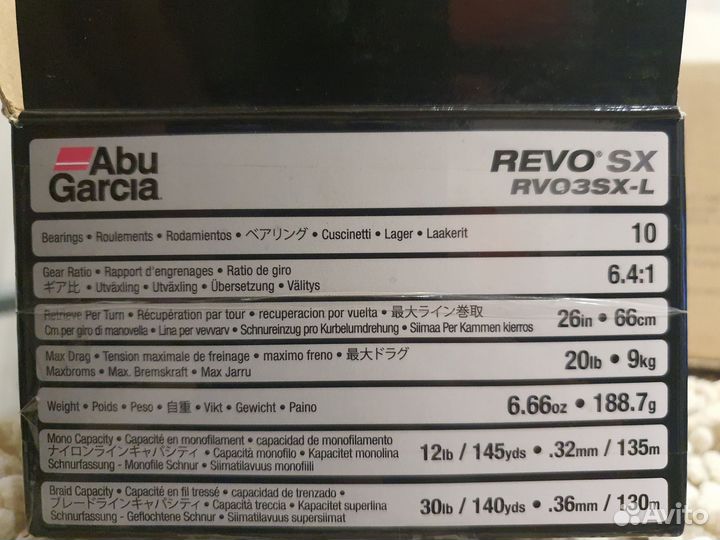 Abu
Garcia
REVO® SX
RVO3SX-L
Bearings • Roulements • Rodamientos • ベアリング • Cuscinetti • Lager • Laakerit
10
Gear Ratio • Rapport d'engrenages • Ratio de giro
ギア比 • Utväxling • Utväxling • Übersetzung • Välitys
6.4:1
Retrieve Per Turn • Récupération par tour • recuperacion por vuelta • 最大ライン巻取
Cm per giro di manovella • Lina per vevvarv • Schnureinzug pro Kurbelumdrehung • Siimaa Per Kammen kierros
26in • 66cm
Max Drag • Tension maximale de freinage • maximo freno • 最大ドラグ
Maxbroms • Max. Bremskraft • Max Jarru
20lb • 9kg
Weight • Poids • Peso • 自重 • Vikt • Gewicht • Paino
6.66oz • 188.7g
Mono Capacity • Capacité en monofilament • capacidad de monofilamento
ナイロンラインキャパシティ • Capacità monofilo • Kapacitet monolina
Schnurfassung - Monofile Schnur • Siimatilavuus monofiili
12lb / 145yds • .32mm / 135m
Braid Capacity • Capacité en fil tressé • capacidad de trenzado •
ブレードラインキャパシティ • Capacità treccia • Kapacitet superlina
Schnurfassung - Geflochtene Schnur • Siimatilavuus supersiimat
30lb / 140yds • .36mm / 130m
Avito